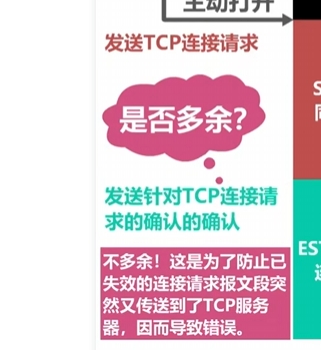 主动打开
发送TCP连接请求
是否多余?
发送针对TCP连接请
求的确认的确认
EST
不多余！这是为了防止已
失效的连接请求报文段突
然又传送到了TCP服务
器，因而导致错误。